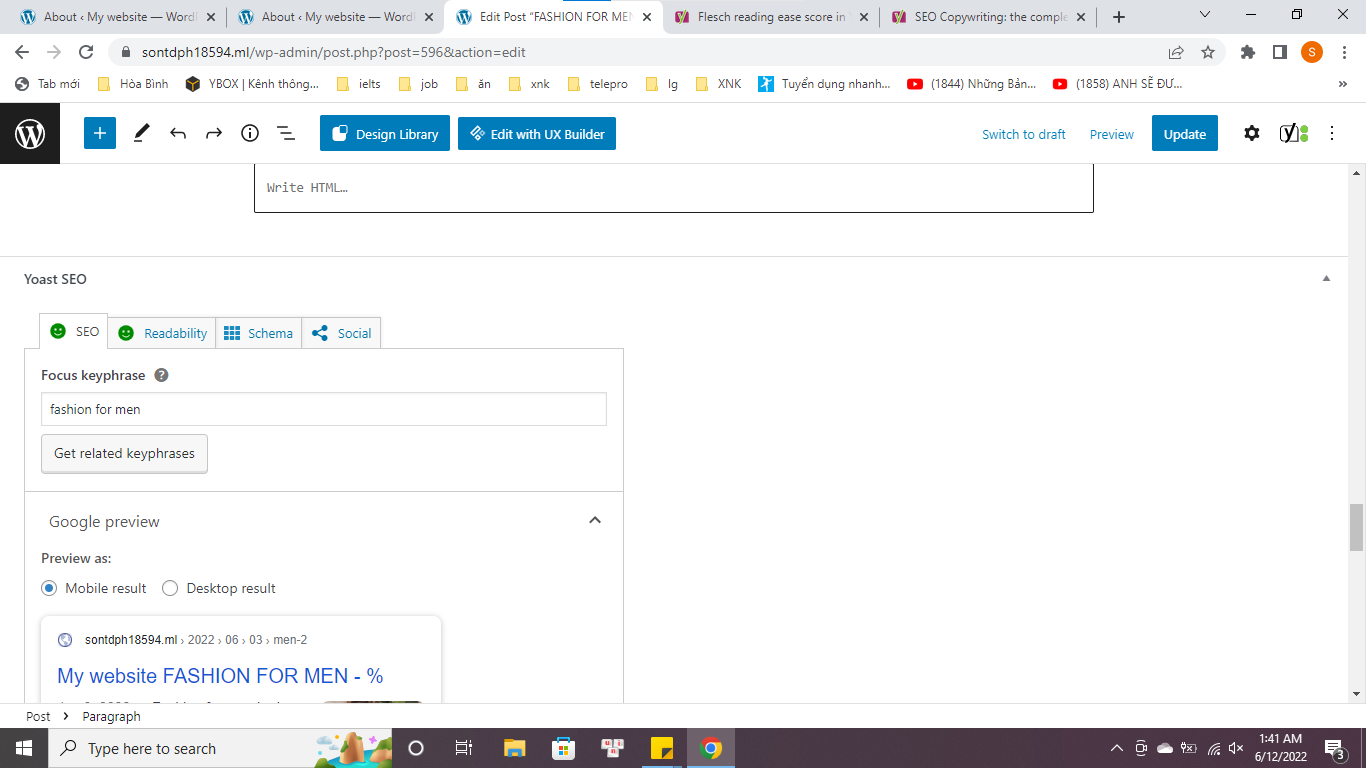 About ‹ My website — Word
About ‹ My website — Word
Edit Post “FASHION FOR MEN
Flesch reading ease score in
SEO Copywriting: the comple
sontdph18594.ml/wp-admin/post.php?post=596&action=edit
S
Tab mới
Hòa Bình
YBOX | Kênh thông...
ielts
job
ăn
xnk
telepro
lg
XNK
Tuyển dụng nhanh...
(1844) Những Bản...
(1858) ANH SẼ ĐƯ...
»
Design Library
Edit with UX Builder
Switch to draft
Preview
Update
Write HTML…
Yoast SEO
SEO
Readability
Schema
Social
Focus keyphrase
fashion for men
Get related keyphrases
Google preview
Preview as:
Mobile result
Desktop result
sontdph18594.ml › 2022 › 06 › 03 › men-2
My website FASHION FOR MEN - %
Post
Paragraph
Type here to search
1:41 AM
6/12/2022
3